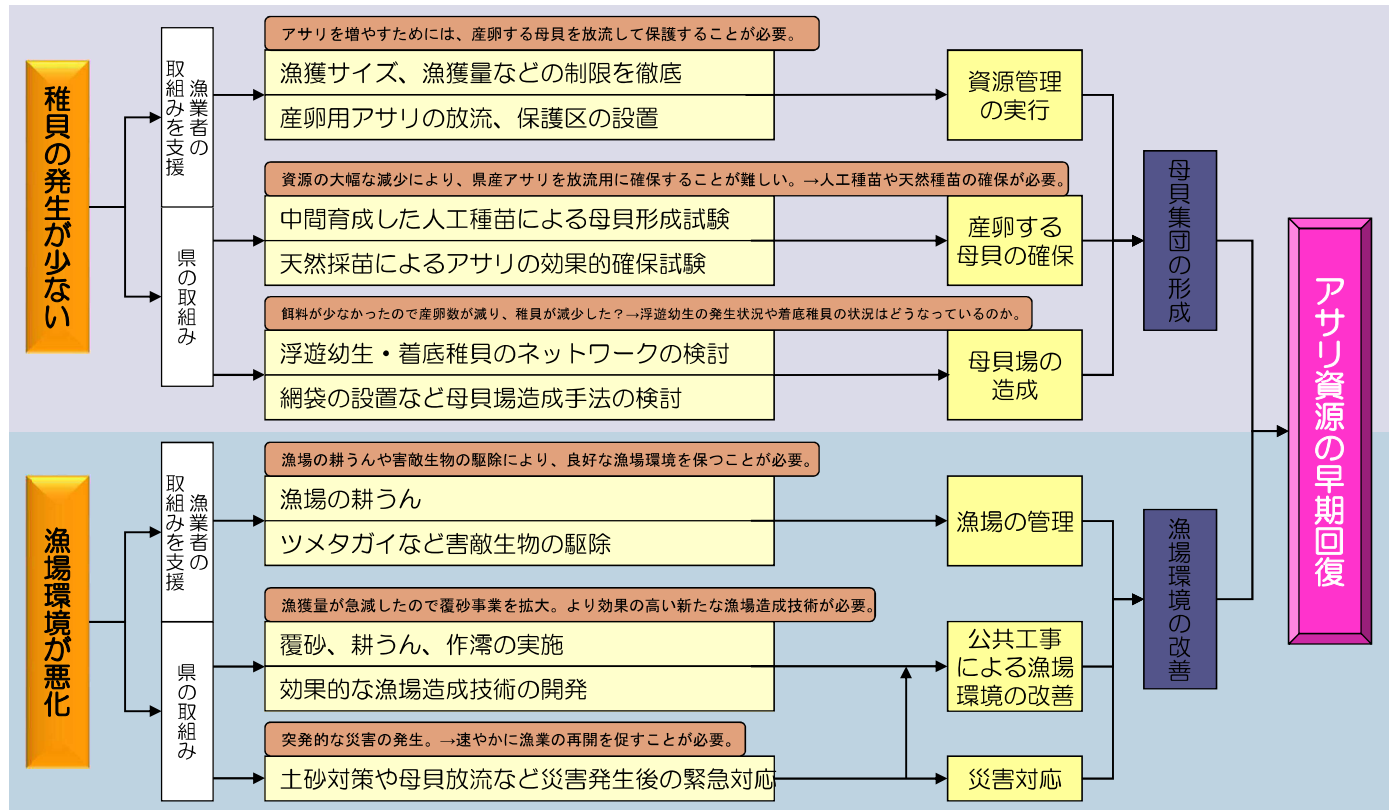 稚貝の発生が少ない
漁業者の
取組みを支援
県の取組み
アサリを増やすためには、産卵する母貝を放流して保護することが必要。
漁獲サイズ、漁獲量などの制限を徹底
産卵用アサリの放流、保護区の設置
資源管理
の実行
資源の大幅な減少により、県産アサリを放流用に確保することが難しい。→人工種苗や天然種苗の確保が必要。
中間育成した人工種苗による母貝形成試験
天然採苗によるアサリの効果的確保試験
産卵する
母貝の確保
餌料が少なかったので産卵数が減り、稚貝が減少した？→浮遊幼生の発生状況や着底稚貝の状況はどうなっているのか。
浮遊幼生・着底稚貝のネットワークの検討
網袋の設置など母貝場造成手法の検討
母貝場の
造成
母貝集団の形成
漁場環境が悪化
漁業者の
取組みを支援
県の取組み
漁場の耕うんや害敵生物の駆除により、良好な漁場環境を保つことが必要。
漁場の耕うん
ツメタガイなど害敵生物の駆除
漁場の管理
漁獲量が急減したので覆砂事業を拡大。より効果の高い新たな漁場造成技術が必要。
覆砂、耕うん、作澪の実施
効果的な漁場造成技術の開発
公共工事
による漁場
環境の改善
突発的な災害の発生。→速やかに漁業の再開を促すことが必要。
土砂対策や母貝放流など災害発生後の緊急対応
災害対応
漁場環境の改善
アサリ資源の早期回復